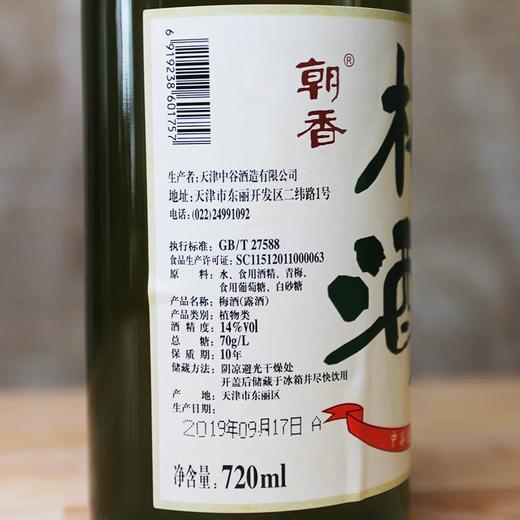 6919238601757
朝香®
梅
酒
生产者:天津中谷酒造有限公司
地址:天津市东丽开发区二纬路1号
电话:(022)24991092
执行标准:GB/T 27588
食品生产许可证:SC11512011000063
原 料:水、食用酒精、青梅、
食用葡萄糖、白砂糖
产品名称:梅酒(露酒)
产品类别:植物类
酒 精 度:14%vol
总 糖:70g/L
保 质 期:10年
储藏方法:阴凉避光干燥处
开盖后储藏于冰箱并尽快饮用
产 地:天津市东丽区
生产日期:
2019年09月17日 A
净含量:720ml
中谷